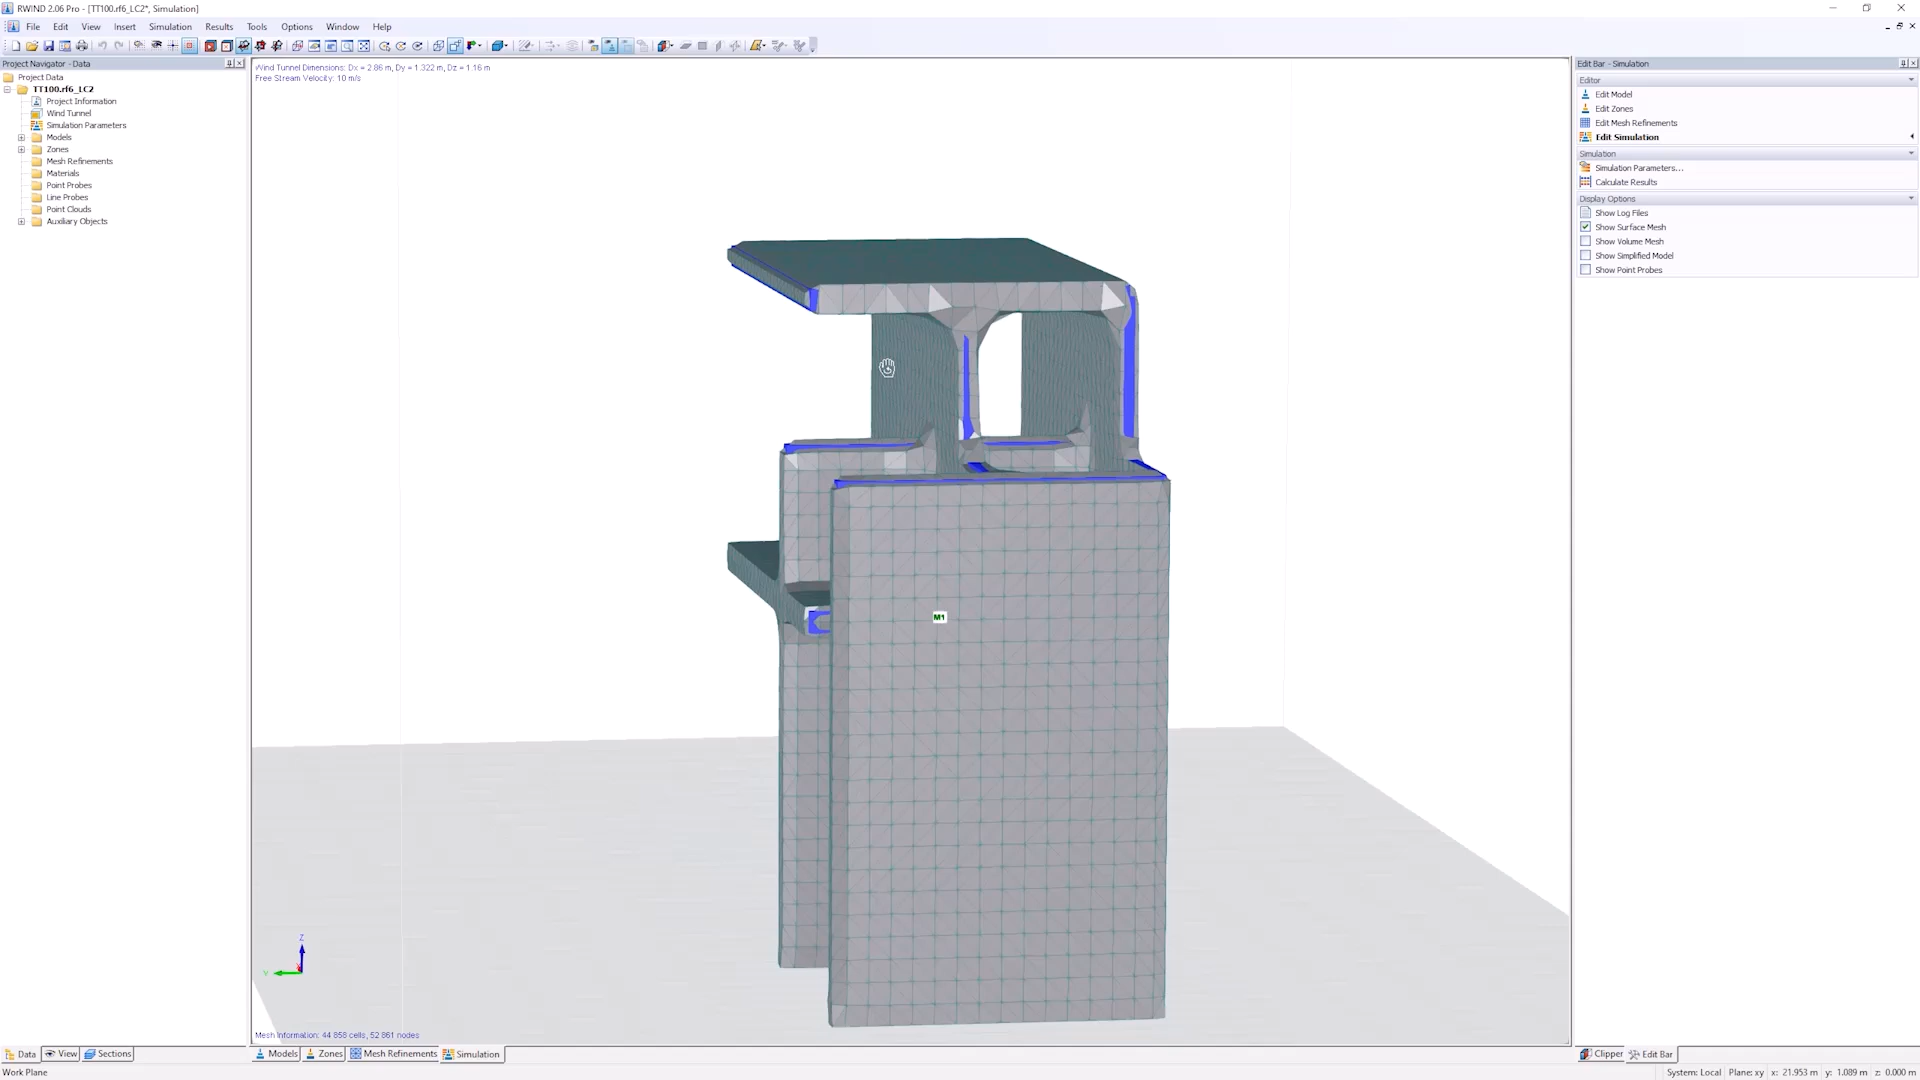 RWIND 2.06 Pro - [TT100.rf6_LC2*, Simulation]
File Edit View Insert Simulation Results Tools Options Window Help
Project Navigator - Data
Project Data
TT100.rf6_LC2
Project Information
Wind Tunnel
Simulation Parameters
Models
Zones
Mesh Refinements
Materials
Point Probes
Line Probes
Point Clouds
Auxiliary Objects
Wind Tunnel Dimensions: Dx = 2.86 m, Dy = 1.322 m, Dz = 1.16 m
Free Stream Velocity: 10 m/s
M1
Z
Y
Mesh Information: 44 858 cells, 52 861 nodes
Edit Bar - Simulation
Editor
Edit Model
Edit Zones
Edit Mesh Refinements
Edit Simulation
Simulation
Simulation Parameters...
Calculate Results
Display Options
Show Log Files
Show Surface Mesh
Show Volume Mesh
Show Simplified Model
Show Point Probes
Data View Sections
Models Zones Mesh Refinements Simulation
Clipper Edit Bar
Work Plane
System: Local Plane: xy x: 21.953 m y: 1.089 m z: 0.000 m